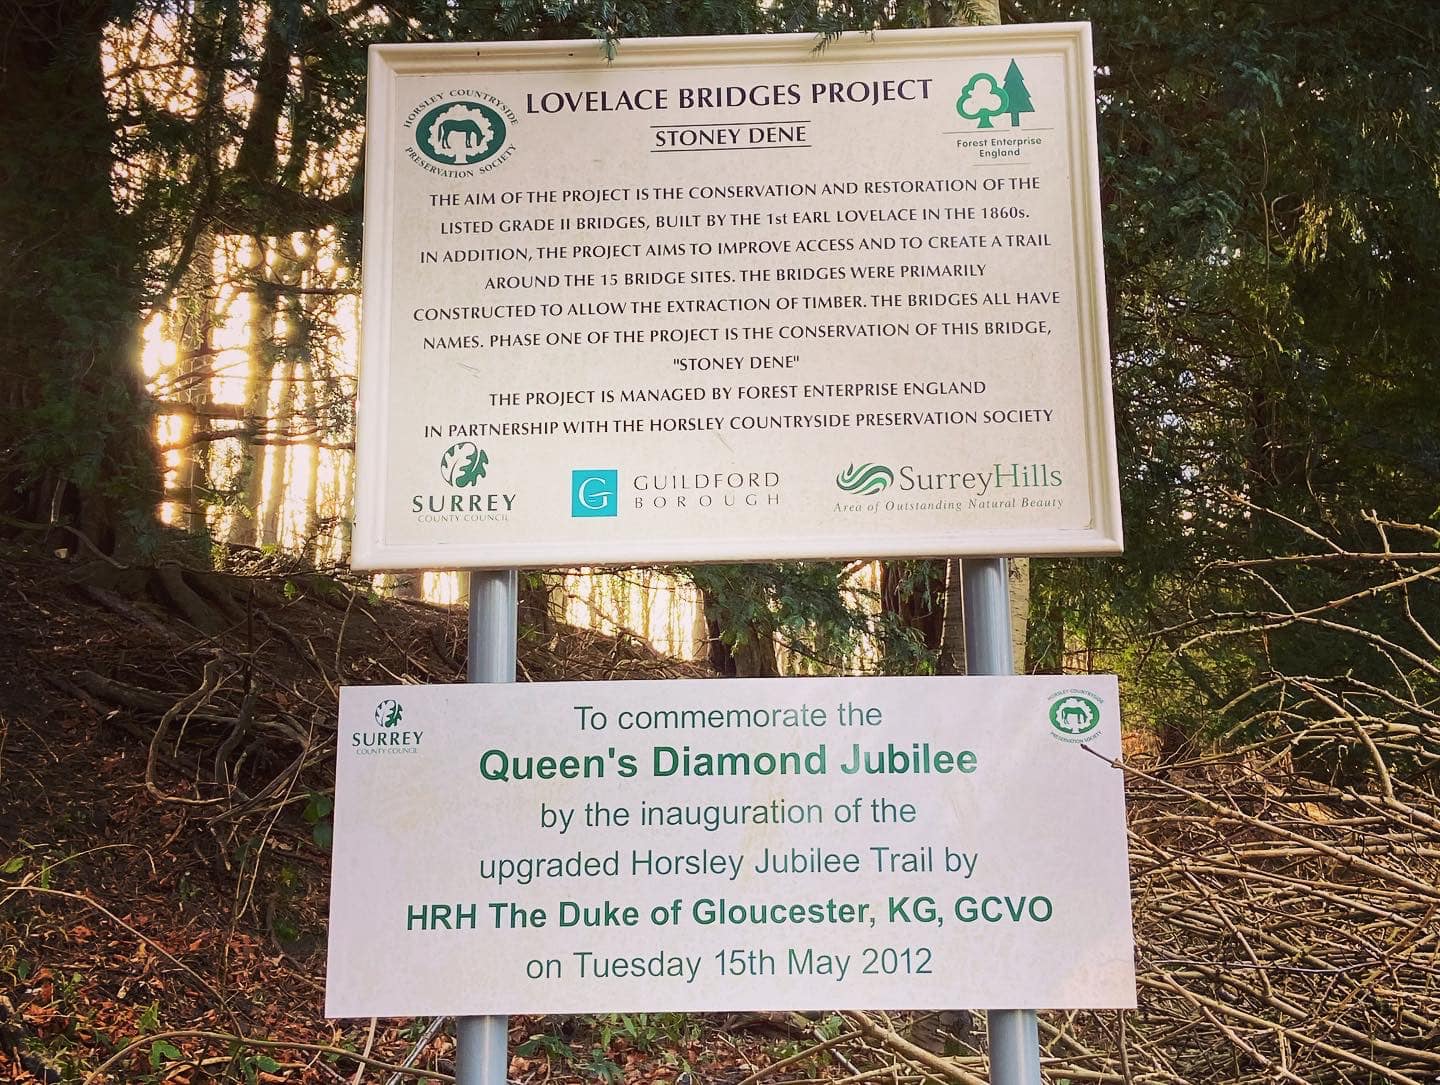 HORSLEY COUNTRYSIDE
PRESERVATION SOCIETY
LOVELACE BRIDGES PROJECT
STONEY DENE
Forest Enterprise
England
THE AIM OF THE PROJECT IS THE CONSERVATION AND RESTORATION OF THE
LISTED GRADE II BRIDGES, BUILT BY THE 1st EARL LOVELACE IN THE 1860s.
IN ADDITION, THE PROJECT AIMS TO IMPROVE ACCESS AND TO CREATE A TRAIL
AROUND THE 15 BRIDGE SITES. THE BRIDGES WERE PRIMARILY
CONSTRUCTED TO ALLOW THE EXTRACTION OF TIMBER. THE BRIDGES ALL HAVE
NAMES. PHASE ONE OF THE PROJECT IS THE CONSERVATION OF THIS BRIDGE,
"STONEY DENE"
THE PROJECT IS MANAGED BY FOREST ENTERPRISE ENGLAND
IN PARTNERSHIP WITH THE HORSLEY COUNTRYSIDE PRESERVATION SOCIETY
SURREY
COUNTY COUNCIL
G
GUILDFORD
BOROUGH
SurreyHills
Area of Outstanding Natural Beauty
SURREY
COUNTY COUNCIL
HORSLEY COUNTRYSIDE
PRESERVATION SOCIETY
To commemorate the
Queen's Diamond Jubilee
by the inauguration of the
upgraded Horsley Jubilee Trail by
HRH The Duke of Gloucester, KG, GCVO
on Tuesday 15th May 2012